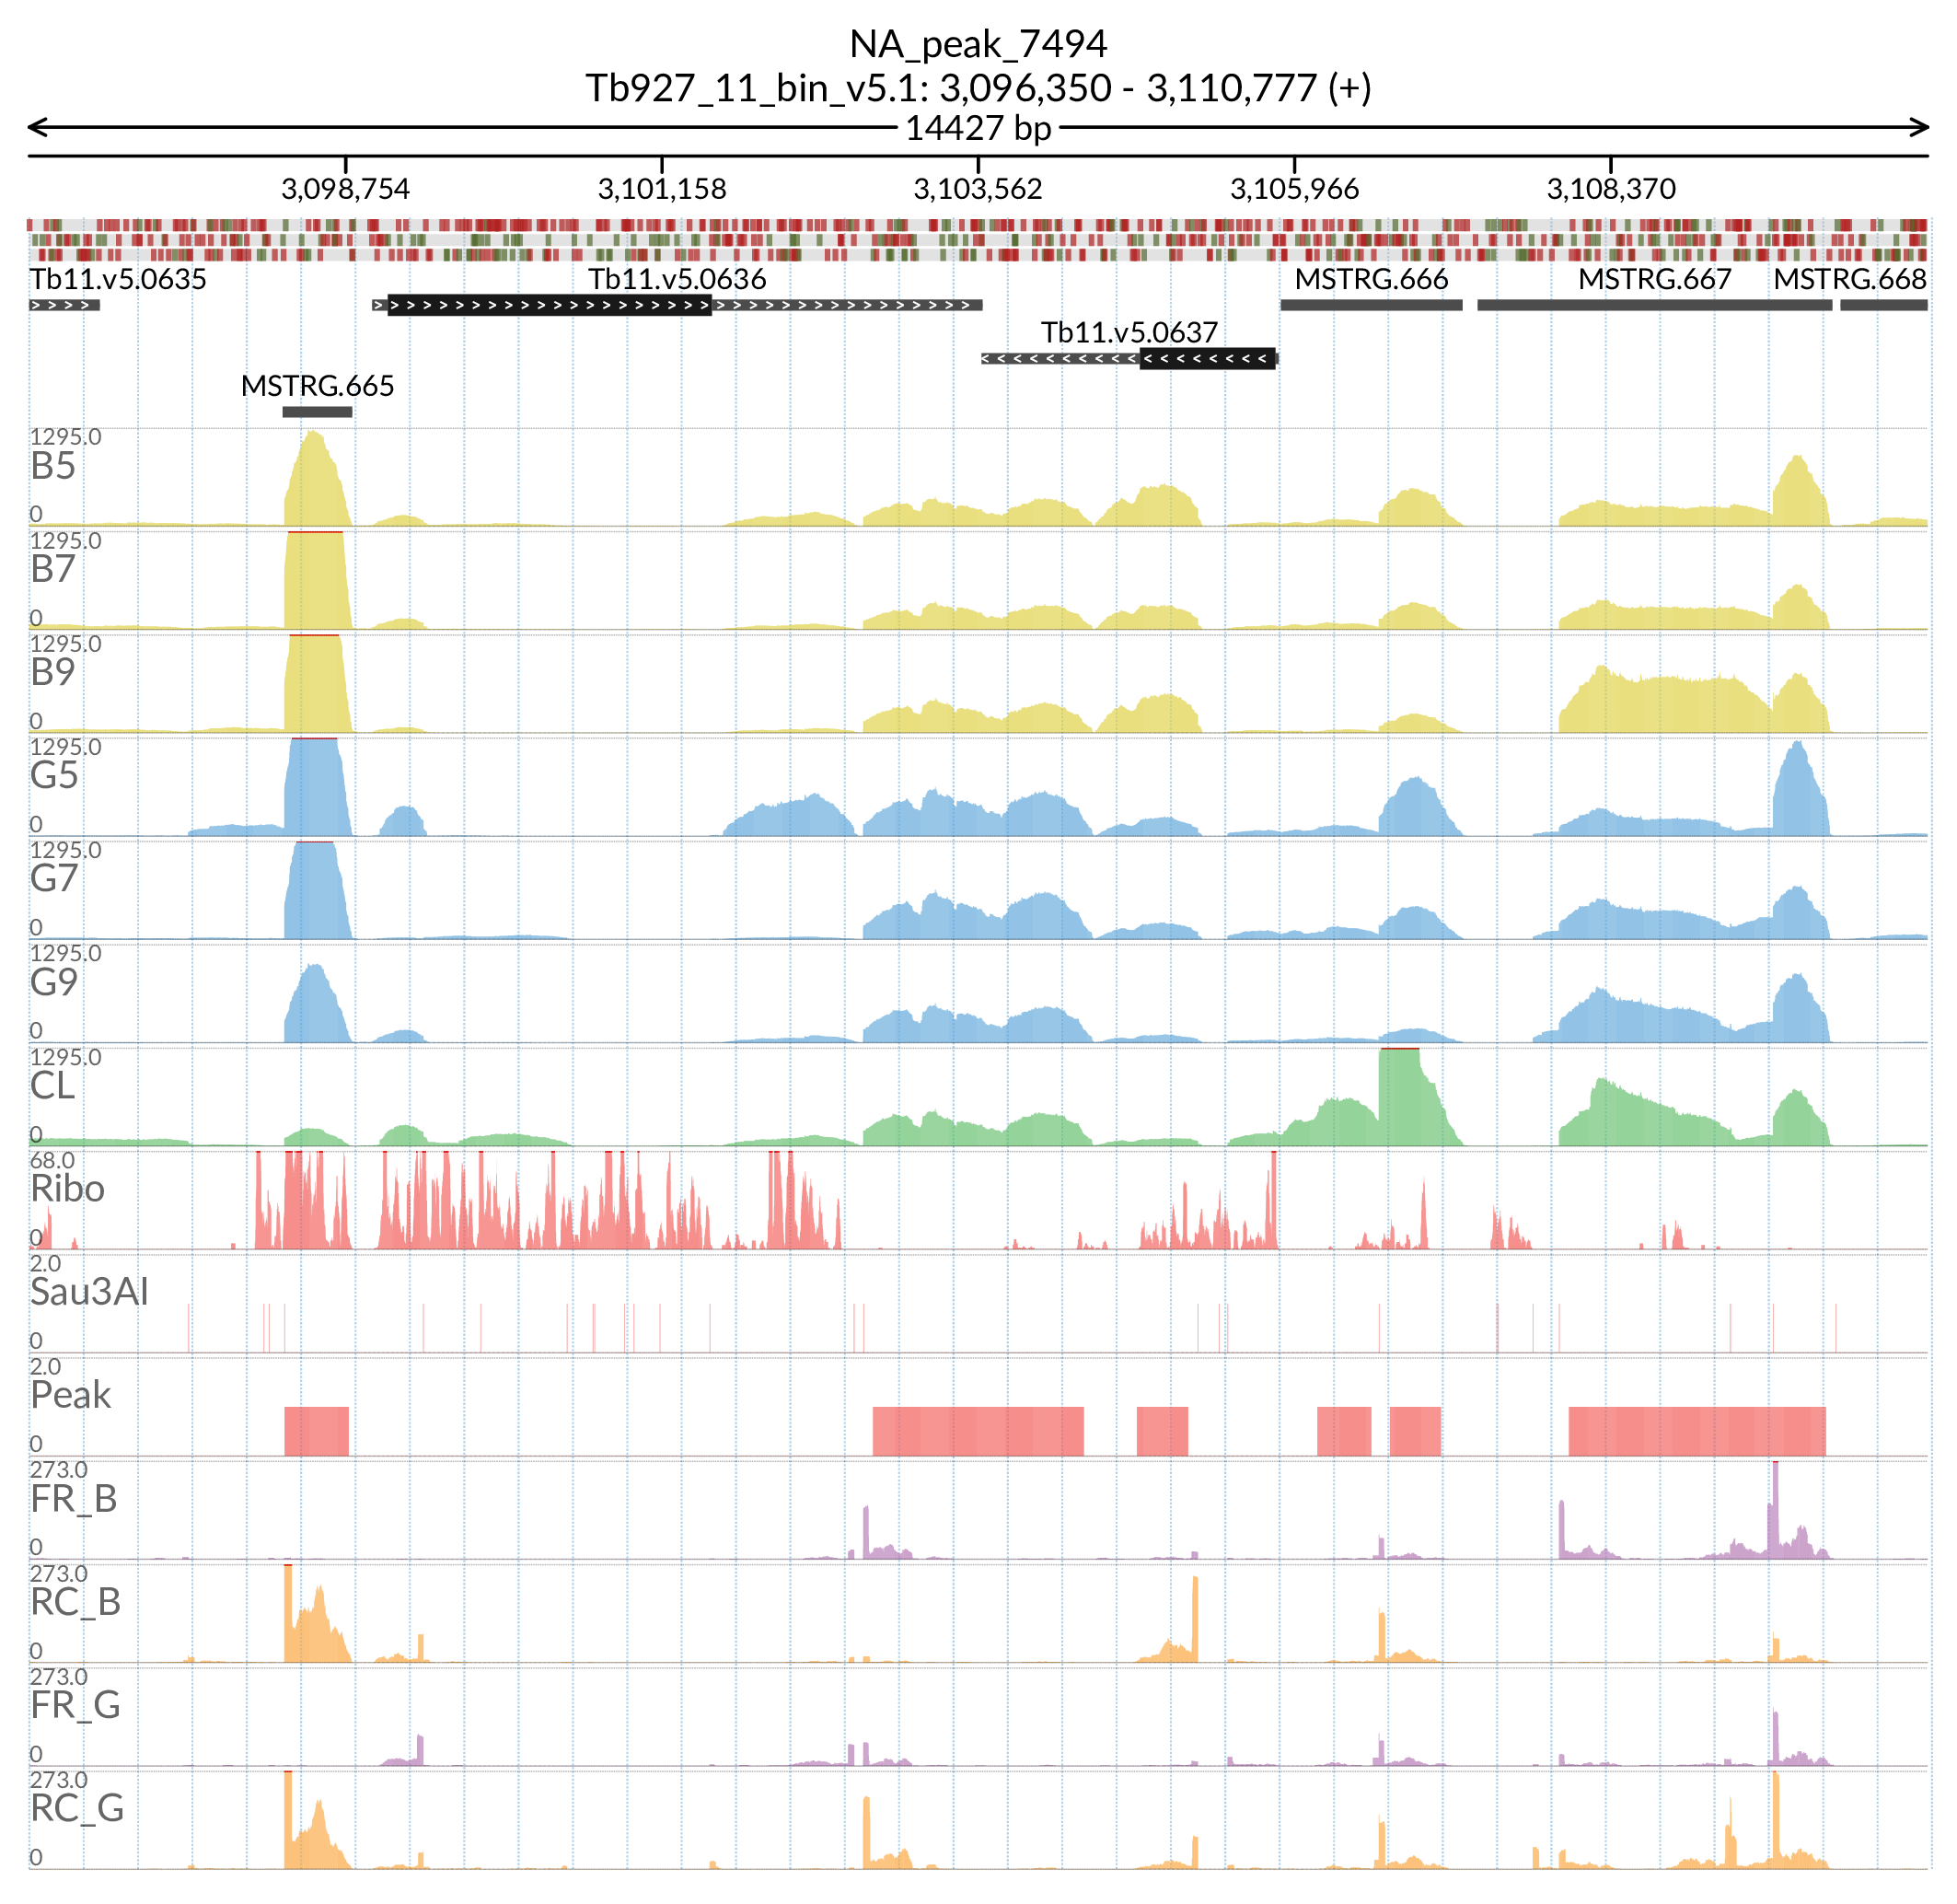 NA_peak_7494
Tb927_11_bin_v5.1: 3,096,350 - 3,110,777 (+)
14427 bp
3,098,754 3,101,158 3,103,562 3,105,966 3,108,370
Tb11.v5.0635 Tb11.v5.0636 MSTRG.666 MSTRG.667 MSTRG.668
Tb11.v5.0637
MSTRG.665
1295.0
B5
0
1295.0
B7
0
1295.0
B9
0
1295.0
G5
0
1295.0
G7
0
1295.0
G9
0
1295.0
CL
0
68.0
Ribo
0
2.0
Sau3AI
0
2.0
Peak
0
273.0
FR_B
0
273.0
RC_B
0
273.0
FR_G
0
273.0
RC_G
0